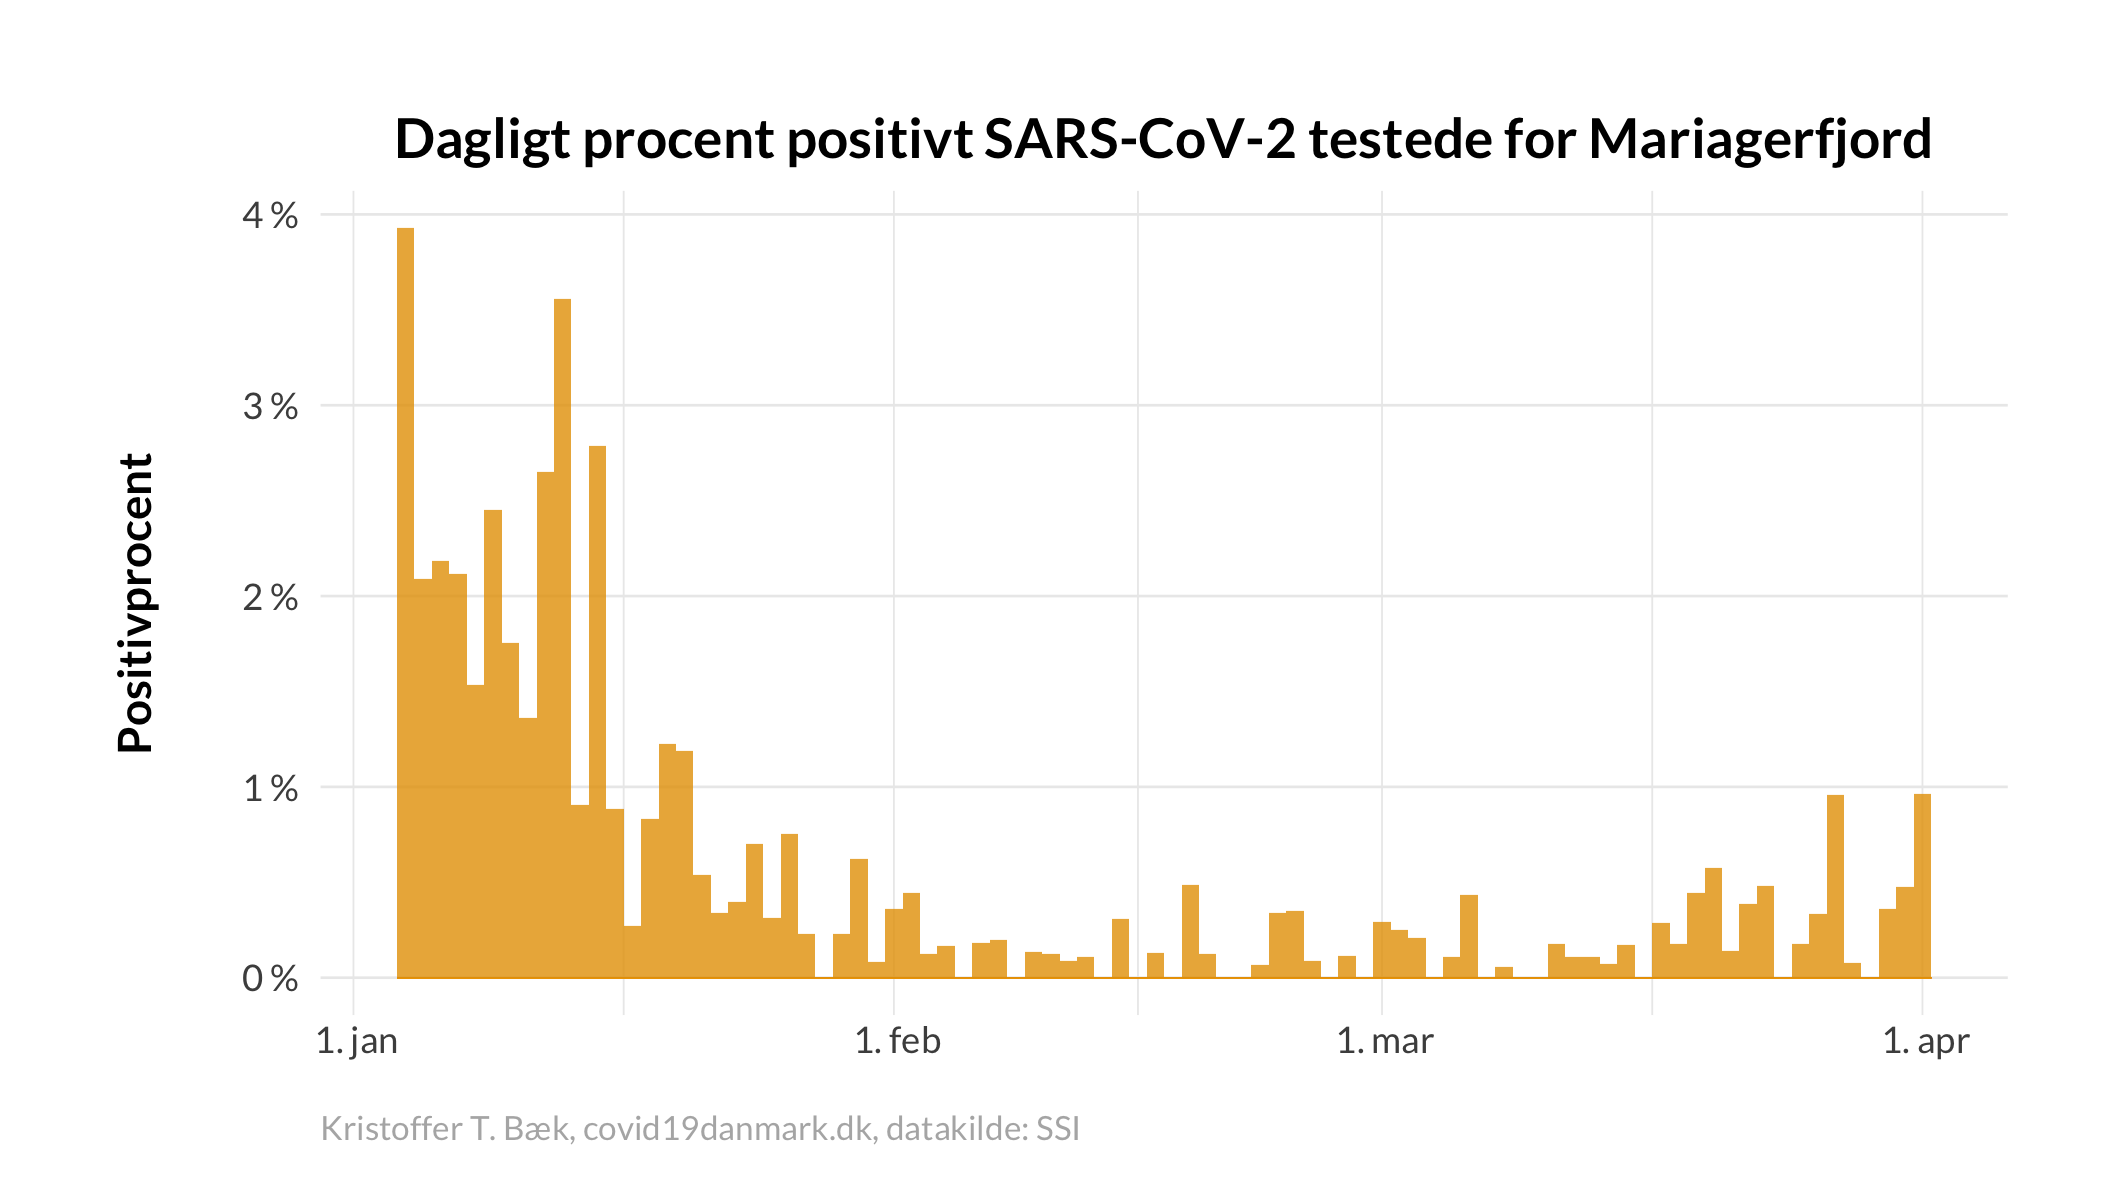 Dagligt procent positivt SARS-CoV-2 testede for Mariagerfjord
Positivprocent
4 %
3 %
2 %
1 %
0 %
1. jan
1. feb
1. mar
1. apr
Kristoffer T. Bæk, covid19danmark.dk, datakilde: SSI